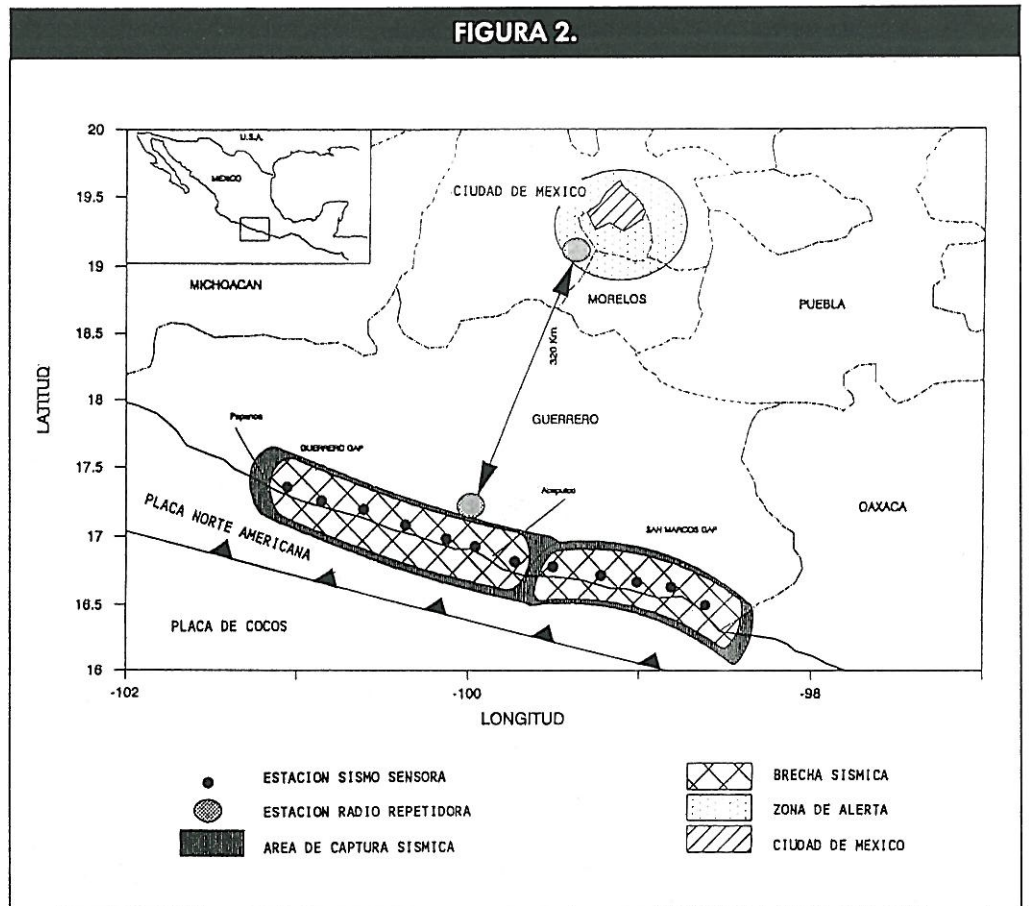 FIGURA 2.
20
19.5
19
18.5
18
17.5
17
16.5
16
LATITUD
-102
-100
-98
LONGITUD
U.S.A.
MEXICO
CIUDAD DE MEXICO
MICHOACAN
MORELOS
PUEBLA
320 Km
GUERRERO
Papanoa
GUERRERO GAP
Acapulco
SAN MARCOS GAP
OAXACA
PLACA NORTE AMERICANA
PLACA DE COCOS
ESTACION SISMO SENSORA
ESTACION RADIO REPETIDORA
AREA DE CAPTURA SISMICA
BRECHA SISMICA
ZONA DE ALERTA
CIUDAD DE MEXICO